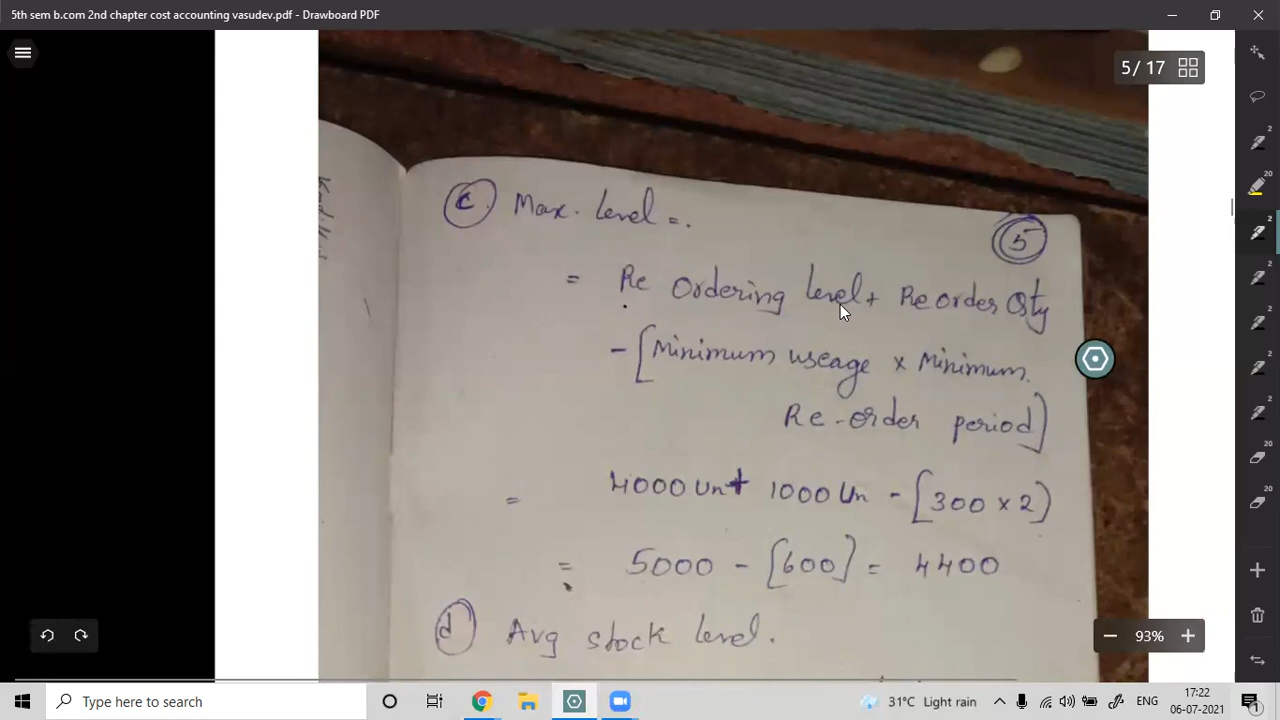 5th sem b.com 2nd chapter cost accounting vasudev.pdf - Drawboard PDF
5 / 17
C Max. Level =.
5
= Re ordering level + Re order Qty
- [Minimum useage x Minimum.
Re-order period]
= 4000 Un + 1000 Un - [300 x 2)
= 5000 - [600] = 4400
d Avg stock level.
93%
Type here to search
31°C Light rain
ENG
17:22
06-07-2021